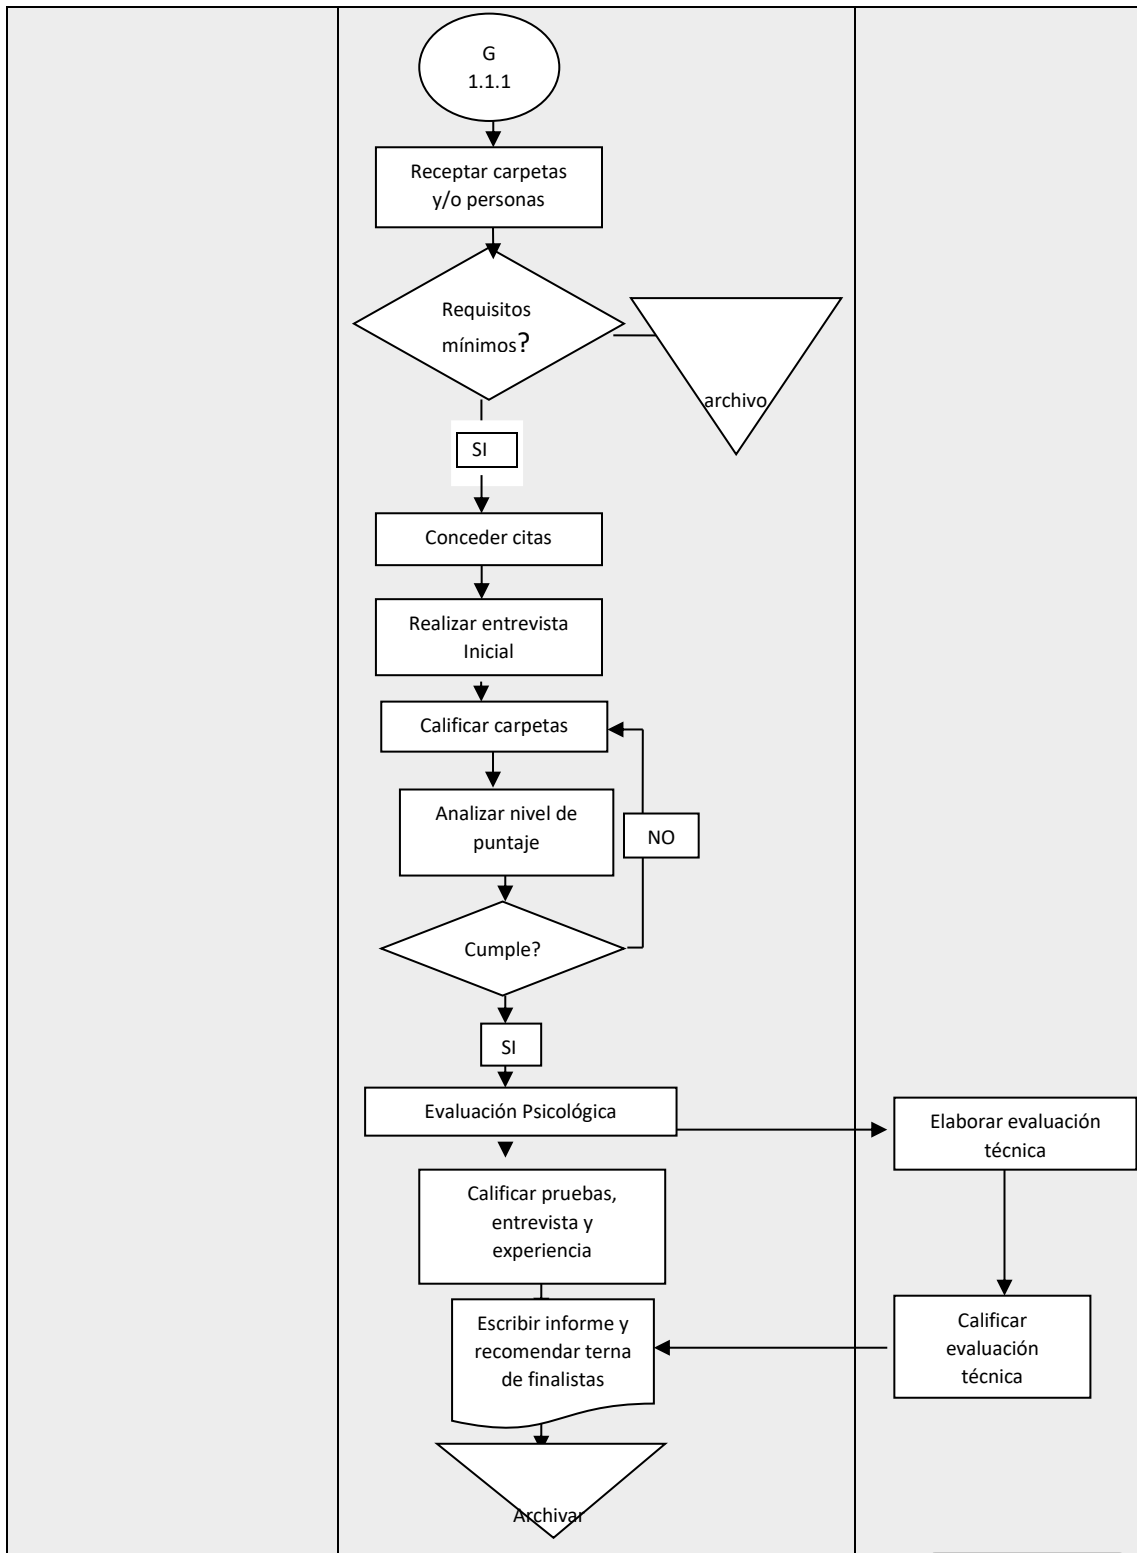 G
1.1.1
Receptar carpetas
y/o personas
Requisitos
mínimos?
archivo
SI
Conceder citas
Realizar entrevista
Inicial
Calificar carpetas
Analizar nivel de
puntaje
NO
Cumple?
SI
Evaluación Psicológica
Elaborar evaluación
técnica
Calificar pruebas,
entrevista y
experiencia
Escribir informe y
recomendar terna
de finalistas
Calificar
evaluación
técnica
Archivar